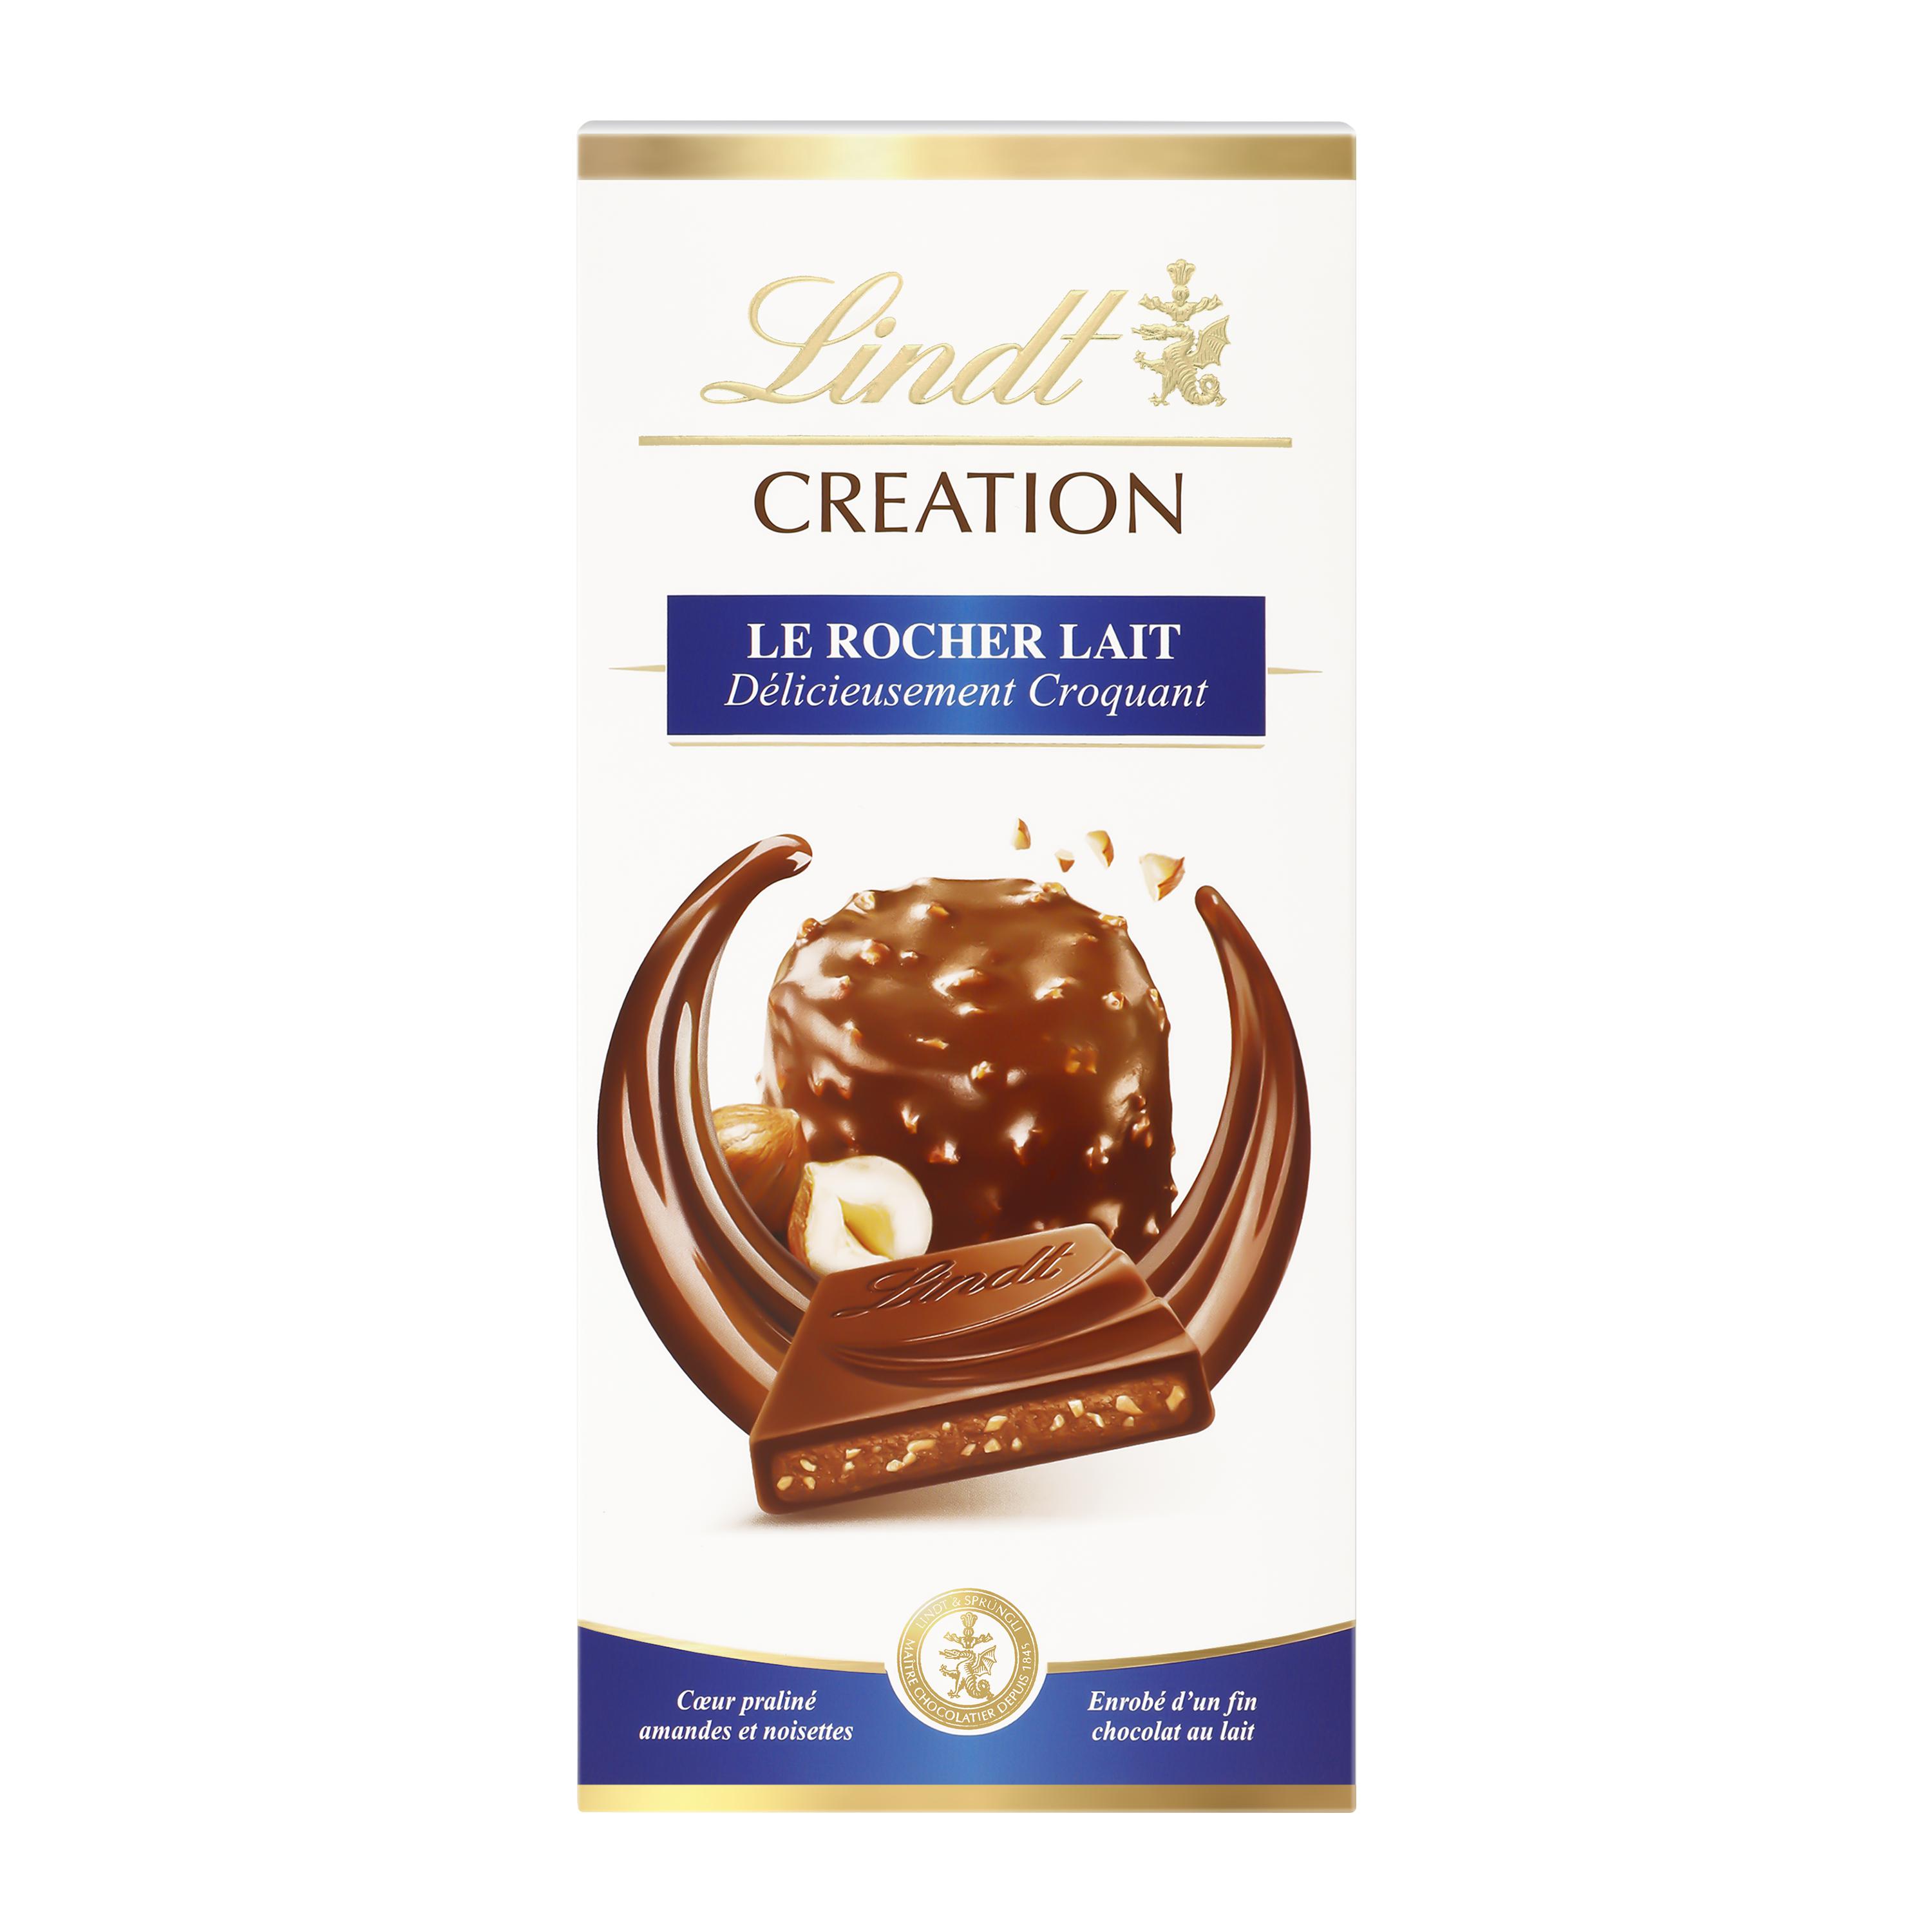 Lindt
CREATION
LE ROCHER LAIT
Délicieusement Croquant
Lindt
LINDT & SPRÜNGLI
MAÎTRE CHOCOLATIER DEPUIS 1845
Cœur praliné
amandes et noisettes
Enrobé d'un fin
chocolat au lait